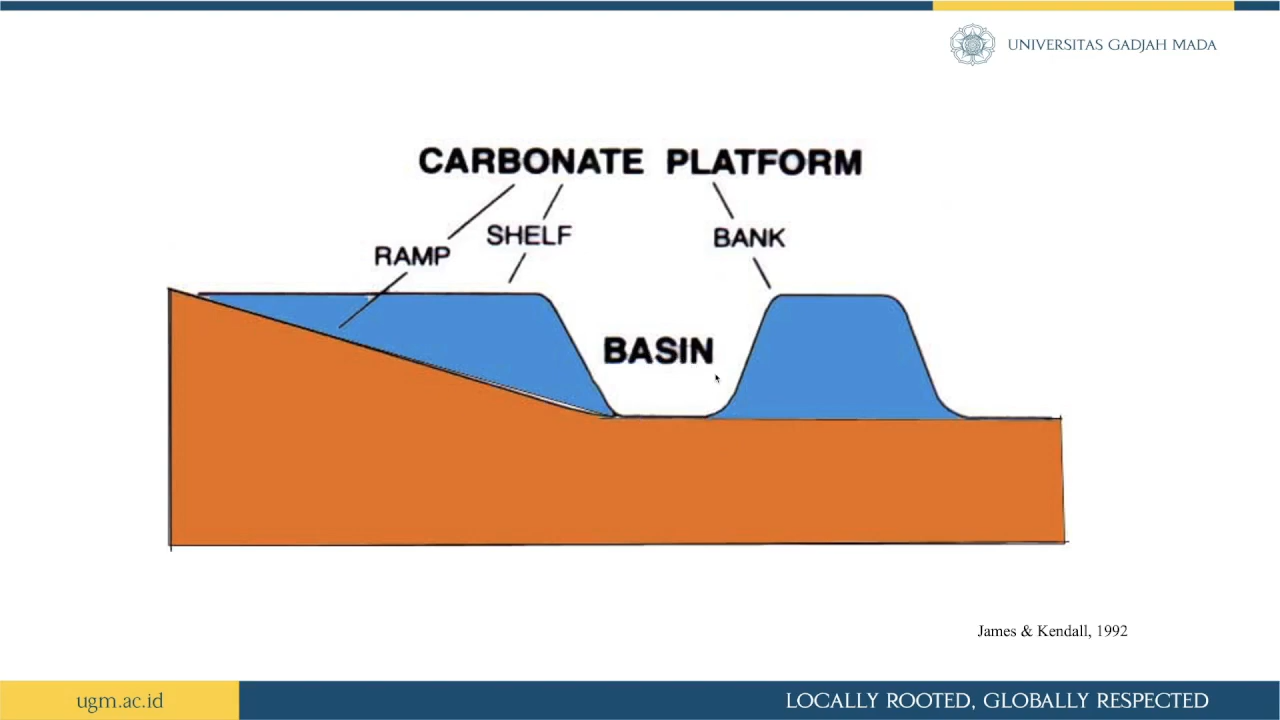 UNIVERSITAS GADJAH MADA
CARBONATE PLATFORM
SHELF
BANK
RAMP
BASIN
James & Kendall, 1992
ugm.ac.id
LOCALLY ROOTED, GLOBALLY RESPECTED